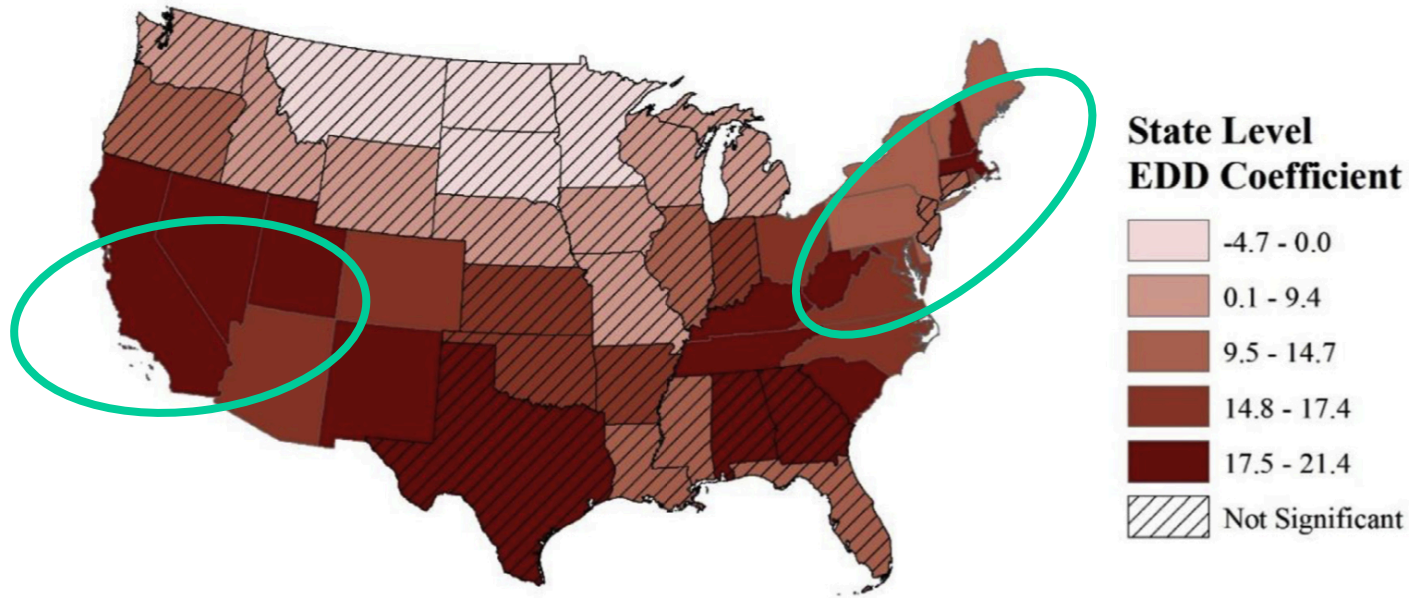 State Level
EDD Coefficient
-4.7 - 0.0
0.1 - 9.4
9.5 - 14.7
14.8 - 17.4
17.5 - 21.4
Not Significant